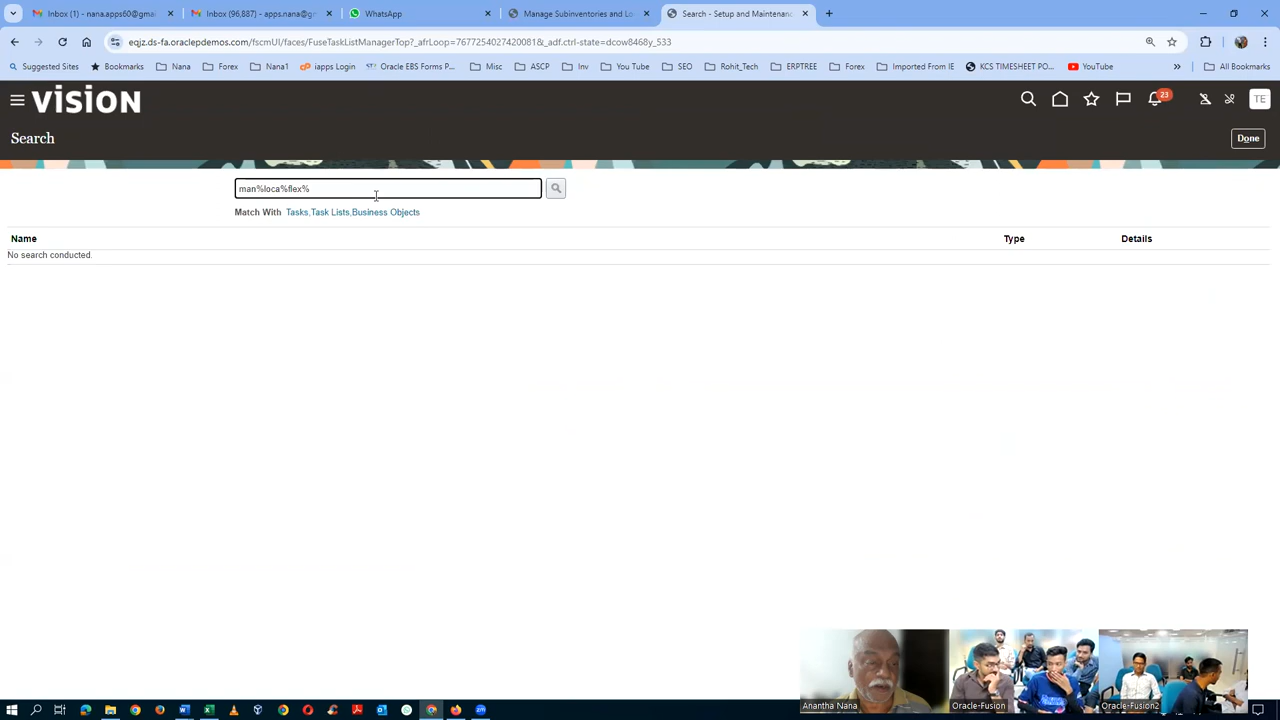 Inbox (1) - nana.apps60@gmail
Inbox (96,887) - apps.nana@gm
WhatsApp
Manage Subinventories and Lo
Search - Setup and Maintenanc
eqjz.ds-fa.oraclepdemos.com/fscmUI/faces/FuseTaskListManagerTop?_afrLoop=7677254027420081&_adf.ctrl-state=dcow8468y_533
Suggested Sites
Bookmarks
Nana
Forex
Nana1
iapps Login
Oracle EBS Forms P...
Misc
ASCP
Inv
You Tube
SEO
Rohit_Tech
ERPTREE
Forex
Imported From IE
KCS TIMESHEET PO...
YouTube
All Bookmarks
VISION
23
TE
Search
Done
man%loca%flex%
Match With Tasks,Task Lists,Business Objects
Name Type Details
No search conducted.
Anantha Nana
Oracle-Fusion
Oracle-Fusion2